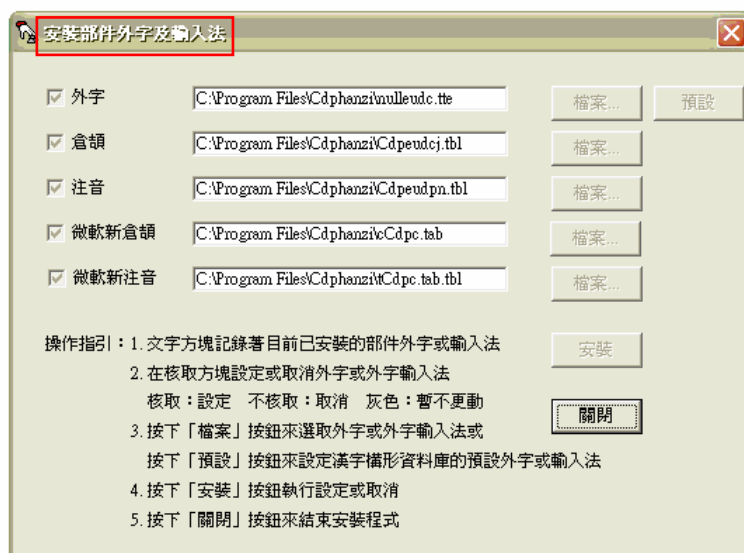 安裝部件外字及輸入法
外字 C:\Program Files\Cdphanzi\nulleudc.tte 檔案... 預設
倉頡 C:\Program Files\Cdphanzi\Cdpeudcj.tbl 檔案...
注音 C:\Program Files\Cdphanzi\Cdpeudpn.tbl 檔案...
微軟新倉頡 C:\Program Files\Cdphanzi\cCdpc.tab 檔案...
微軟新注音 C:\Program Files\Cdphanzi\tCdpc.tab.tbl 檔案...
操作指引：1.文字方塊記錄著目前已安裝的部件外字或輸入法 安裝
2.在核取方塊設定或取消外字或外字輸入法
核取：設定 不核取：取消 灰色：暫不更動 關閉
3.按下「檔案」按鈕來選取外字或外字輸入法或
按下「預設」按鈕來設定漢字構形資料庫的預設外字或輸入法
4.按下「安裝」按鈕執行設定或取消
5.按下「關閉」按鈕來結束安裝程式